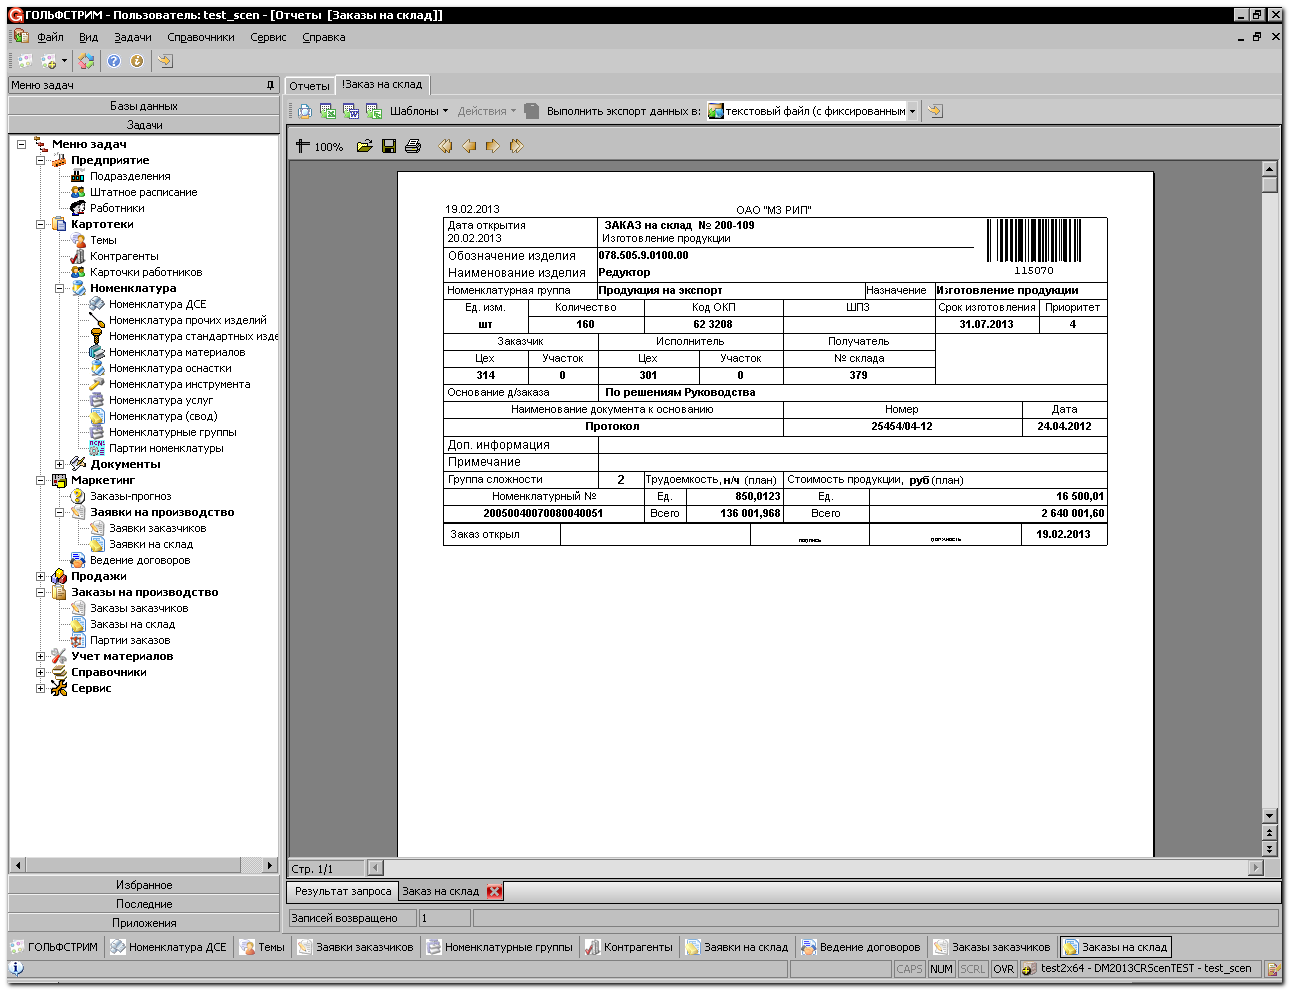 ГОЛЬФСТРИМ - Пользователь: test_scen - [Отчеты [Заказы на склад]]
Файл Вид Задачи Справочники Сервис Справка
Меню задач
Базы данных
Задачи
Меню задач
Предприятие
Подразделения
Штатное расписание
Работники
Картотеки
Темы
Контрагенты
Карточки работников
Номенклатура
Номенклатура ДСЕ
Номенклатура прочих изделий
Номенклатура стандартных изде
Номенклатура материалов
Номенклатура оснастки
Номенклатура инструмента
Номенклатура услуг
Номенклатура (свод)
Номенклатурные группы
Партии номенклатуры
Документы
Маркетинг
Заказы-прогноз
Заявки на производство
Заявки заказчиков
Заявки на склад
Ведение договоров
Продажи
Заказы на производство
Заказы заказчиков
Заказы на склад
Партии заказов
Учет материалов
Справочники
Сервис
Избранное
Последние
Приложения
Отчеты !Заказ на склад
Шаблоны Действия Выполнить экспорт данных в: текстовый файл (с фиксированным
100%
19.02.2013 ОАО "МЗ РИП"
Дата открытия ЗАКАЗ на склад № 200-109
20.02.2013 Изготовление продукции
Обозначение изделия 078.505.9.0100.00
Наименование изделия Редуктор 115070
Номенклатурная группа Продукция на экспорт Назначение Изготовление продукции
Ед. изм. Количество Код ОКП ШПЗ Срок изготовления Приоритет
шт 160 62 3208 31.07.2013 4
Заказчик Исполнитель Получатель
Цех Участок Цех Участок № склада
314 0 301 0 379
Основание д/заказа По решениям Руководства
Наименование документа к основанию Номер Дата
Протокол 25454/04-12 24.04.2012
Доп. информация
Примечание
Группа сложности 2 Трудоемкость, н/ч (план) Стоимость продукции, руб (план)
Номенклатурный № Ед. 850,0123 Ед. 16 500,01
20050040070080040051 Всего 136 001,968 Всего 2 640 001,60
Заказ открыл подпись должность 19.02.2013
Стр. 1/1
Результат запроса Заказ на склад
Записей возвращено 1
ГОЛЬФСТРИМ Номенклатура ДСЕ Темы Заявки заказчиков Номенклатурные группы Контрагенты Заявки на склад Ведение договоров Заказы заказчиков Заказы на склад
CAPS NUM SCRL OVR test2x64 - DM2013CRScenTEST - test_scen